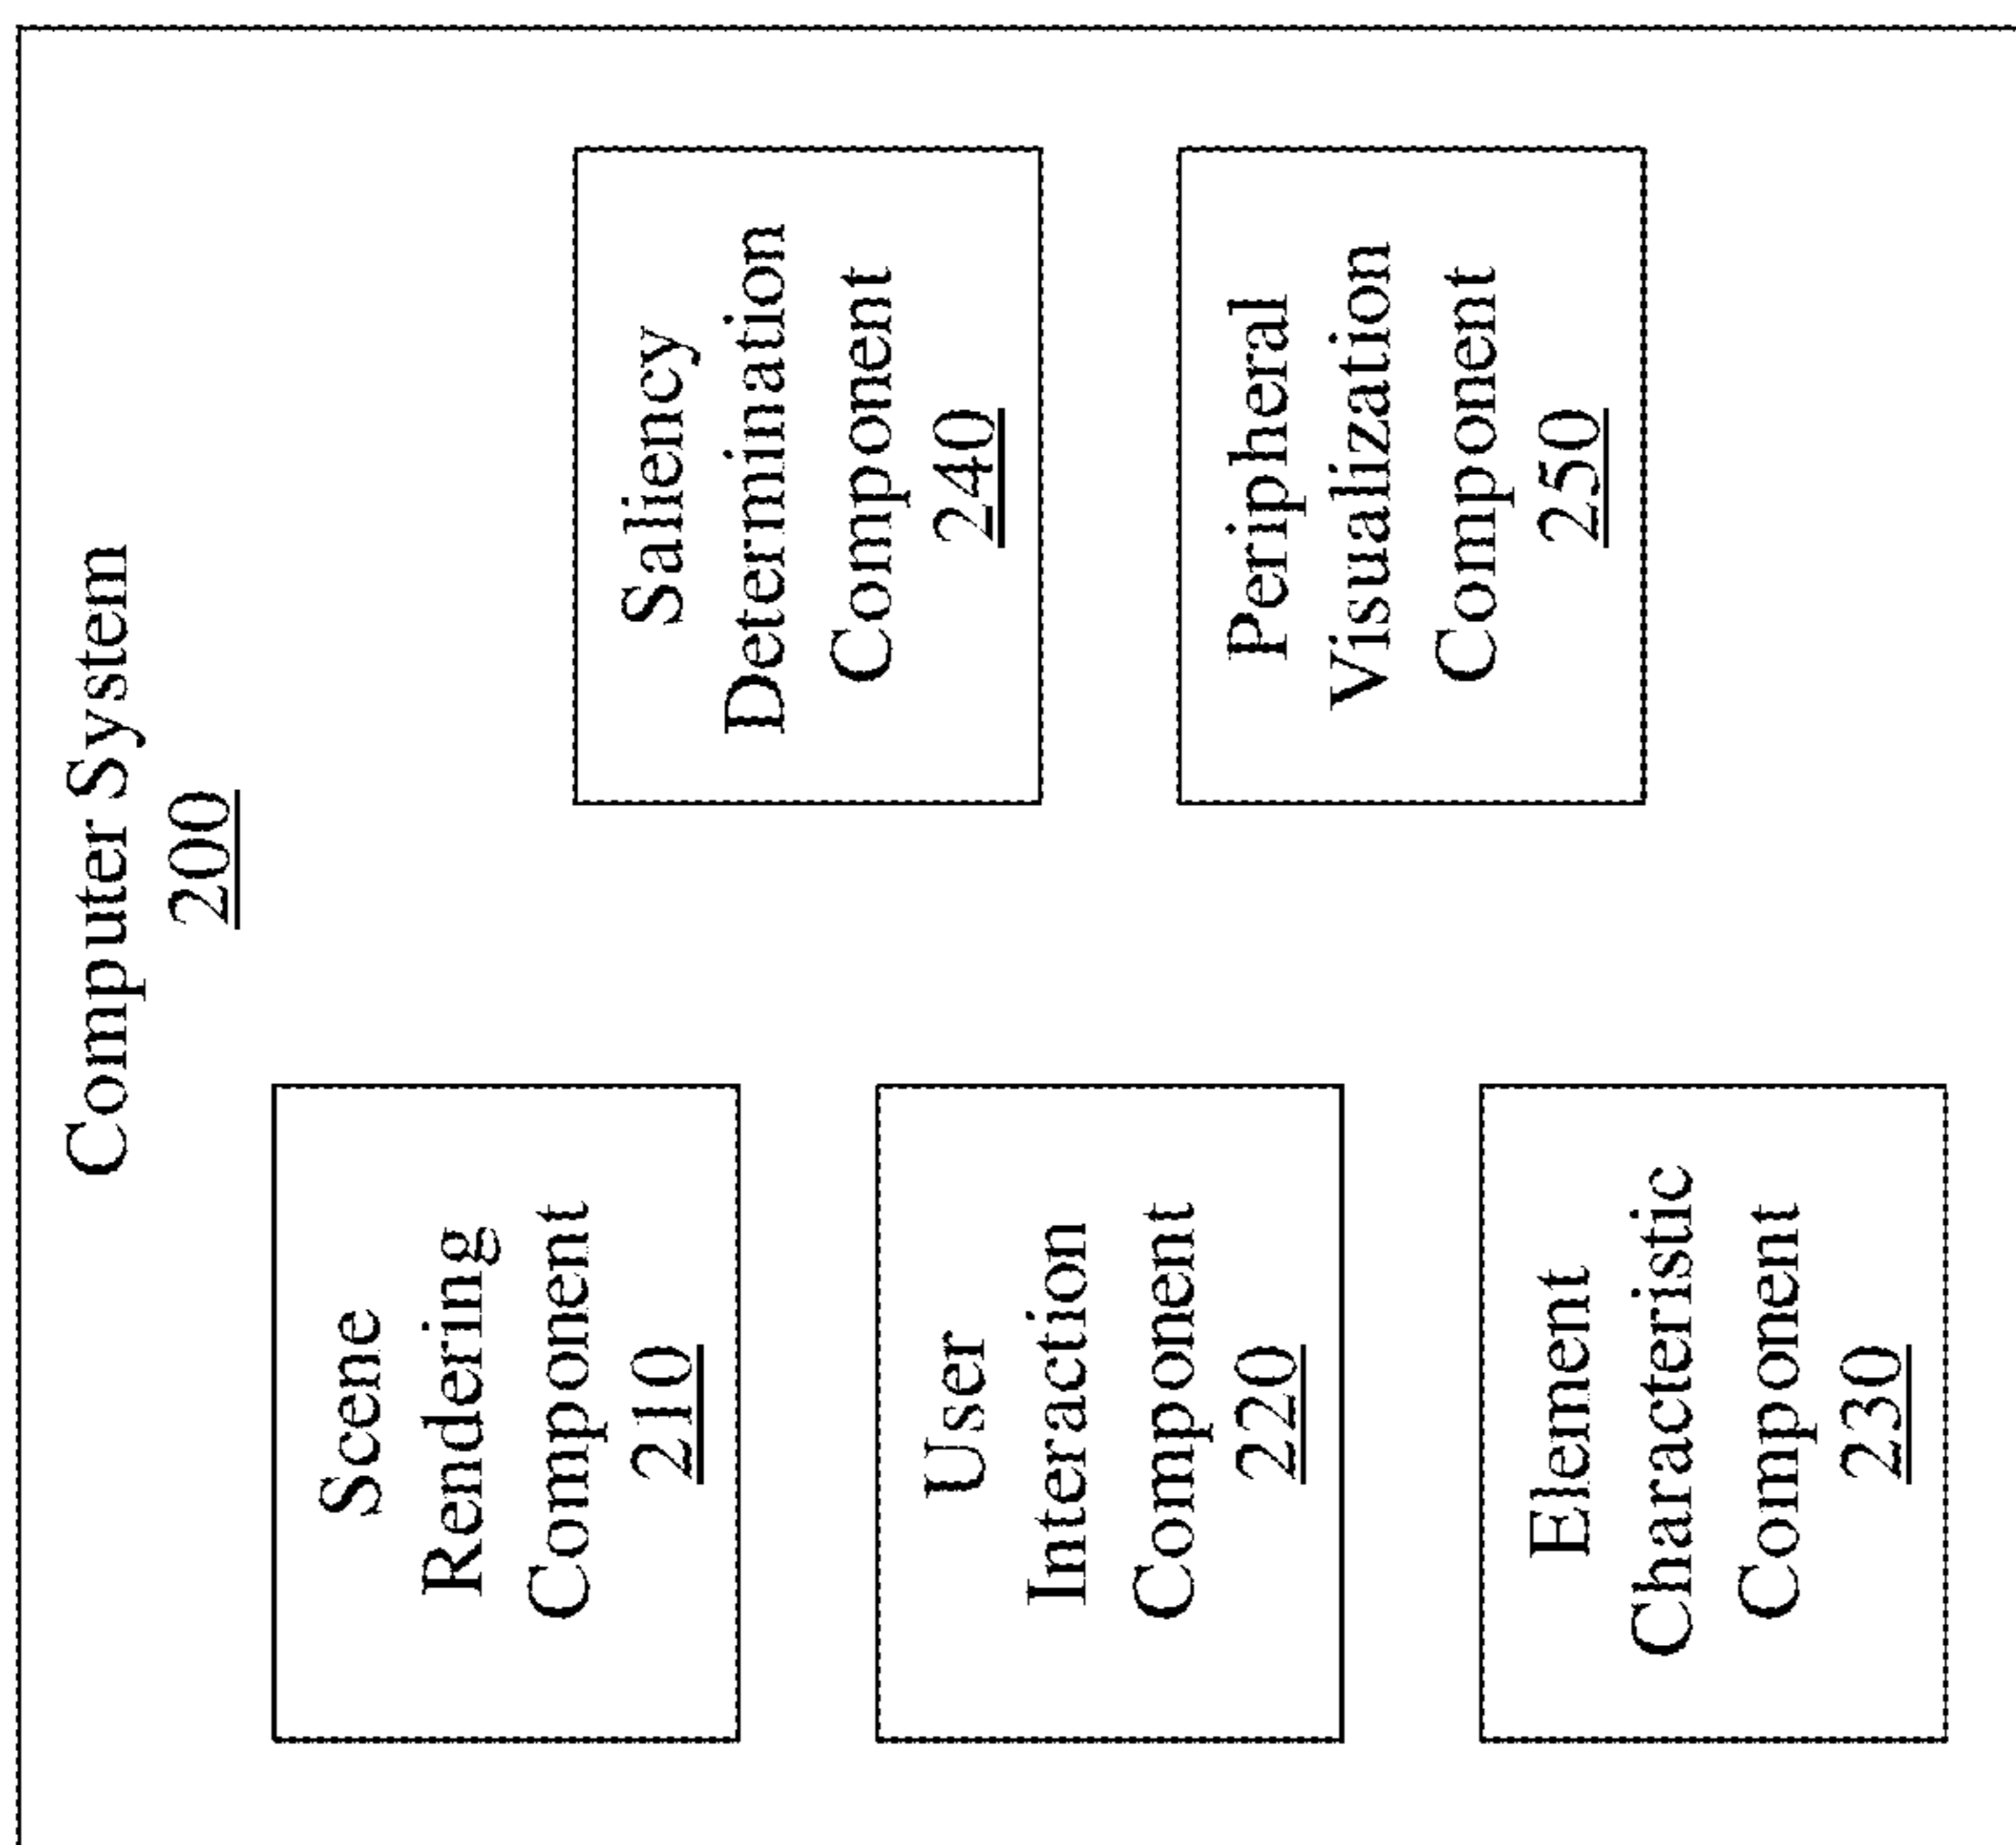 Computer System
200
Scene
Rendering
Component
210
User
Interaction
Component
220
Element
Characteristic
Component
230
Saliency
Determination
Component
240
Peripheral
Visualization
Component
250